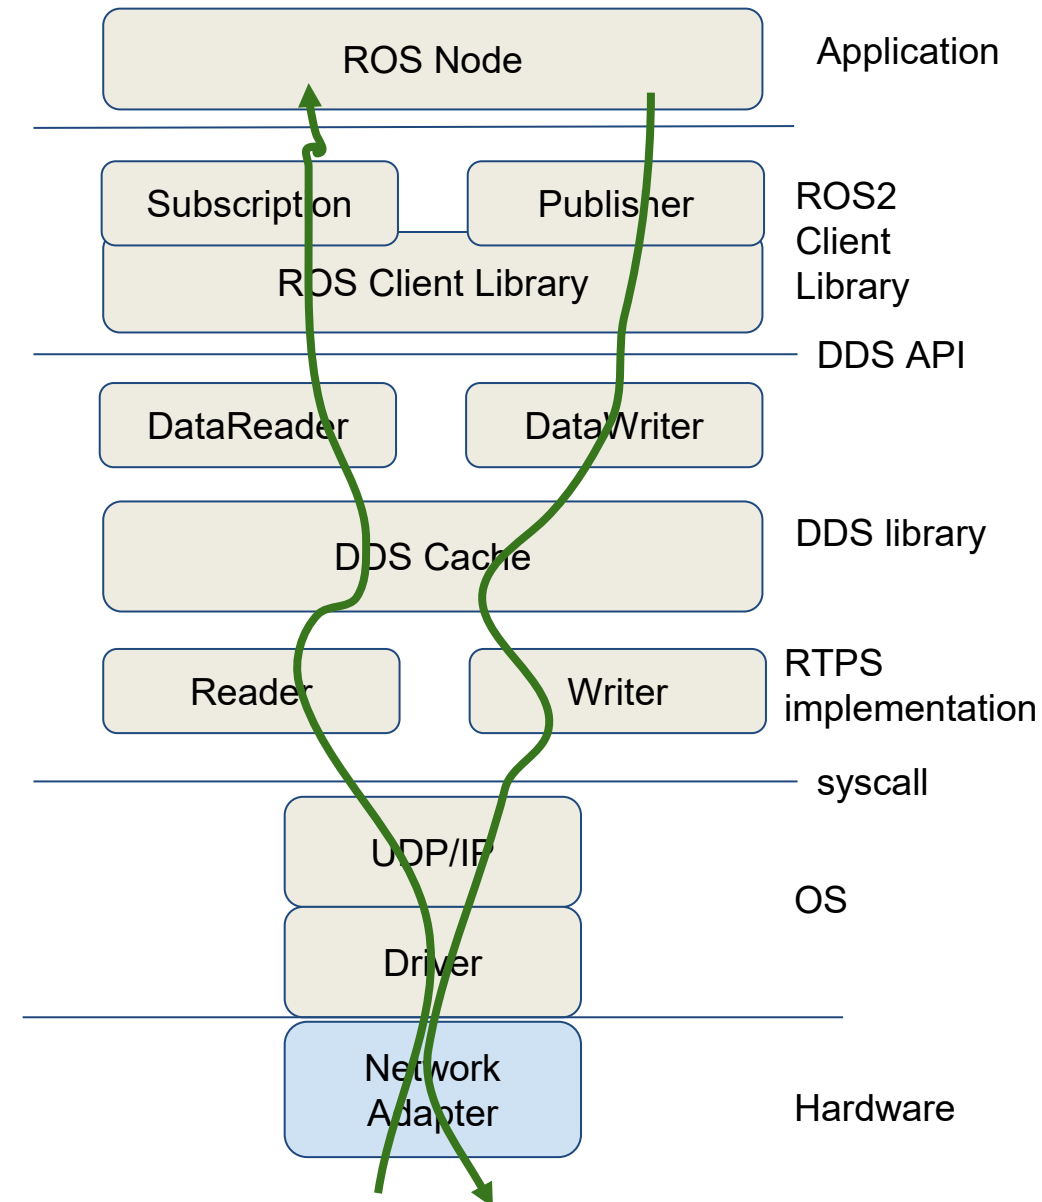 ROS Node
Application
Subscription
Publisher
ROS2
Client
Library
ROS Client Library
DDS API
DataReader
DataWriter
DDS Cache
DDS library
Reader
Writer
RTPS
implementation
syscall
UDP/IP
OS
Driver
Network
Adapter
Hardware